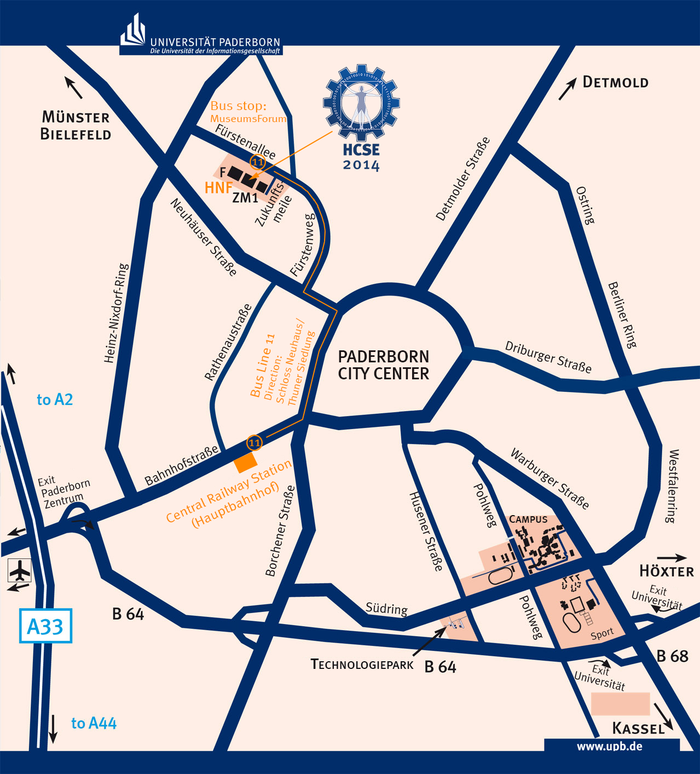 UNIVERSITÄT PADERBORN
Die Universität der Informationsgesellschaft
MÜNSTER
BIELEFELD
Bus stop:
MuseumsForum
HCSE
2014
DETMOLD
Fürstenallee
11
F
HNF
ZM1
Zukunfts
meile
Neuhäuser Straße
Fürstenweg
Detmolder Straße
Ostring
Heinz-Nixdorf-Ring
Rathenaustraße
Bus Line 11
Direction:
Schloss Neuhaus/
Thuner Siedlung
PADERBORN
CITY CENTER
Berliner Ring
Driburger Straße
to A2
11
Bahnhofstraße
Central Railway Station
(Hauptbahnhof)
Exit
Paderborn
Zentrum
Borchener Straße
Husener Straße
Pohlweg
Warburger Straße
Westfalenring
CAMPUS
HÖXTER
Exit
Universität
A33
B 64
Südring
Pohlweg
Sport
TECHNOLOGIEPARK
B 64
Exit
Universität
B 68
to A44
KASSEL
www.upb.de